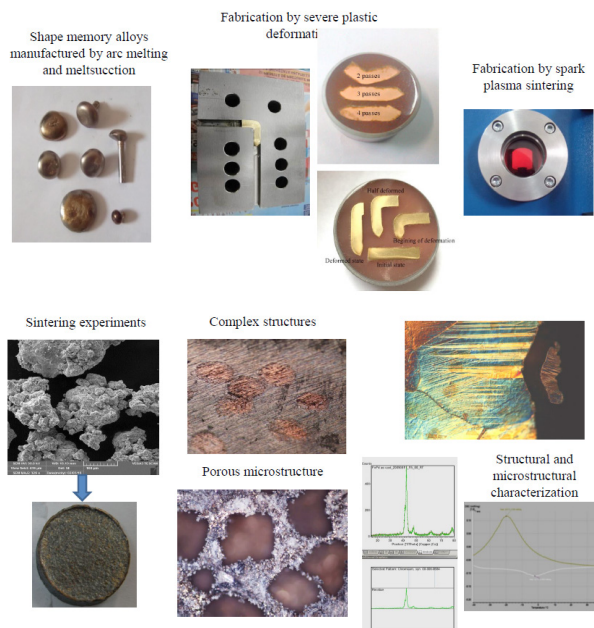 Fabrication by severe plastic
Shape memory alloys
deformati
manufactured by arc melting
and meltsucction
2 passes
3 passes
4 passes
Fabrication by spark
plasma sintering
Half deformed
Begining of deformation
Deformed state
Initial state
Sintering experiments
Complex structures
Porous microstructure
Structural and
microstructural
characterization